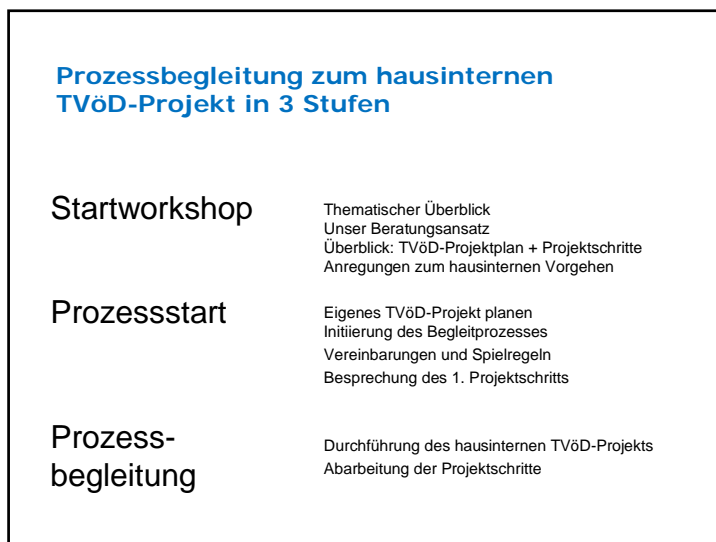 Prozessbegleitung zum hausinternen
TVöD-Projekt in 3 Stufen
Startworkshop
Thematischer Überblick
Unser Beratungsansatz
Überblick: TVöD-Projektplan + Projektschritte
Anregungen zum hausinternen Vorgehen
Prozessstart
Eigenes TVöD-Projekt planen
Initiierung des Begleitprozesses
Vereinbarungen und Spielregeln
Besprechung des 1. Projektschritts
Prozess-
begleitung
Durchführung des hausinternen TVöD-Projekts
Abarbeitung der Projektschritte